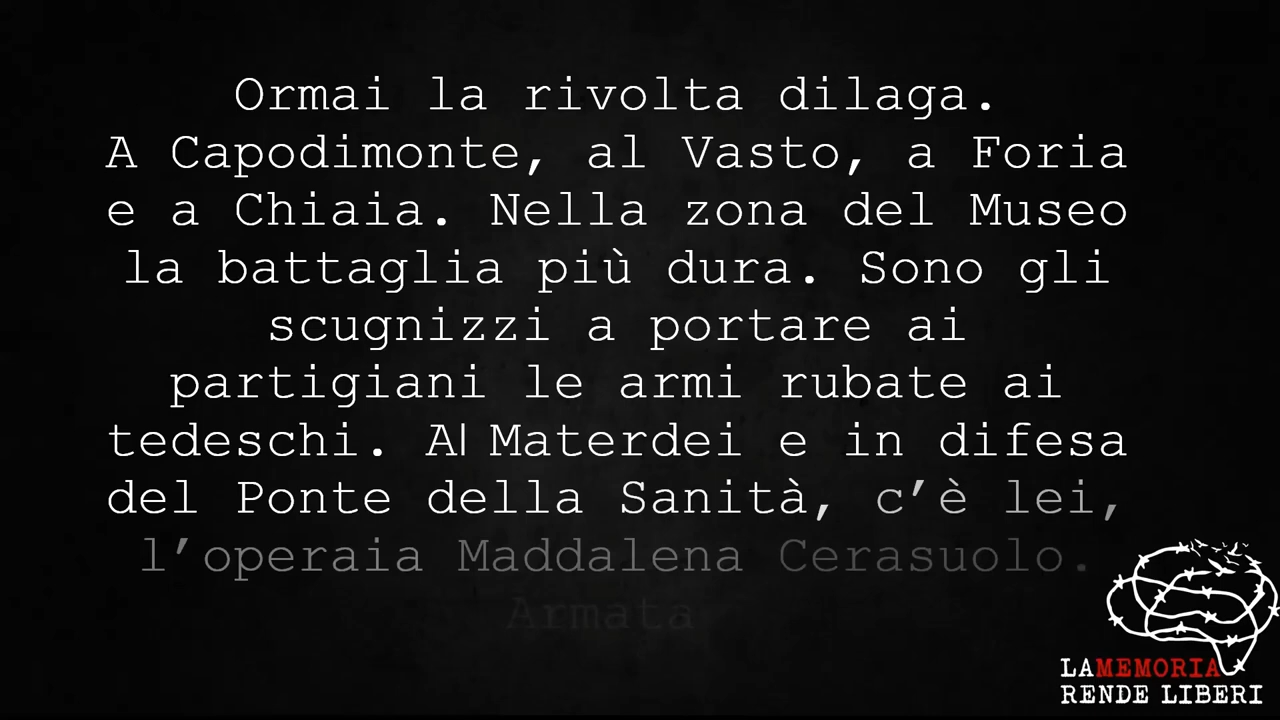 Ormai la rivolta dilaga.
A Capodimonte, al Vasto, a Foria
e a Chiaia. Nella zona del Museo
la battaglia più dura. Sono gli
scugnizzi a portare ai
partigiani le armi rubate ai
tedeschi. Al Materdei e in difesa
del Ponte della Sanità, c’è lei,
l’operaia Maddalena Cerasuolo.
Armata
LAMEMORIA
RENDE LIBERI